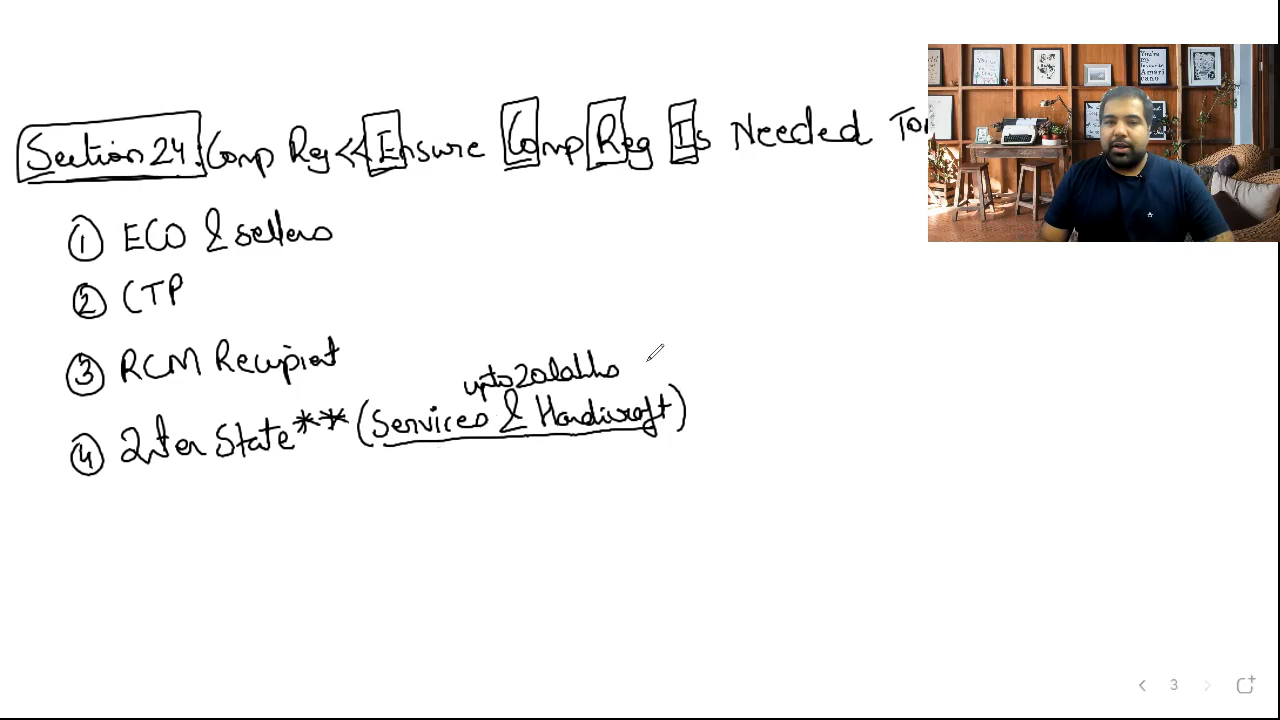 Section 24: Comp Reg << Ensure Comp Reg Is Needed
① ECO & sellers
② CTP
③ RCM Recipient
upto 20 lakhs
④ Inter State** (Services & Handicraft)
3